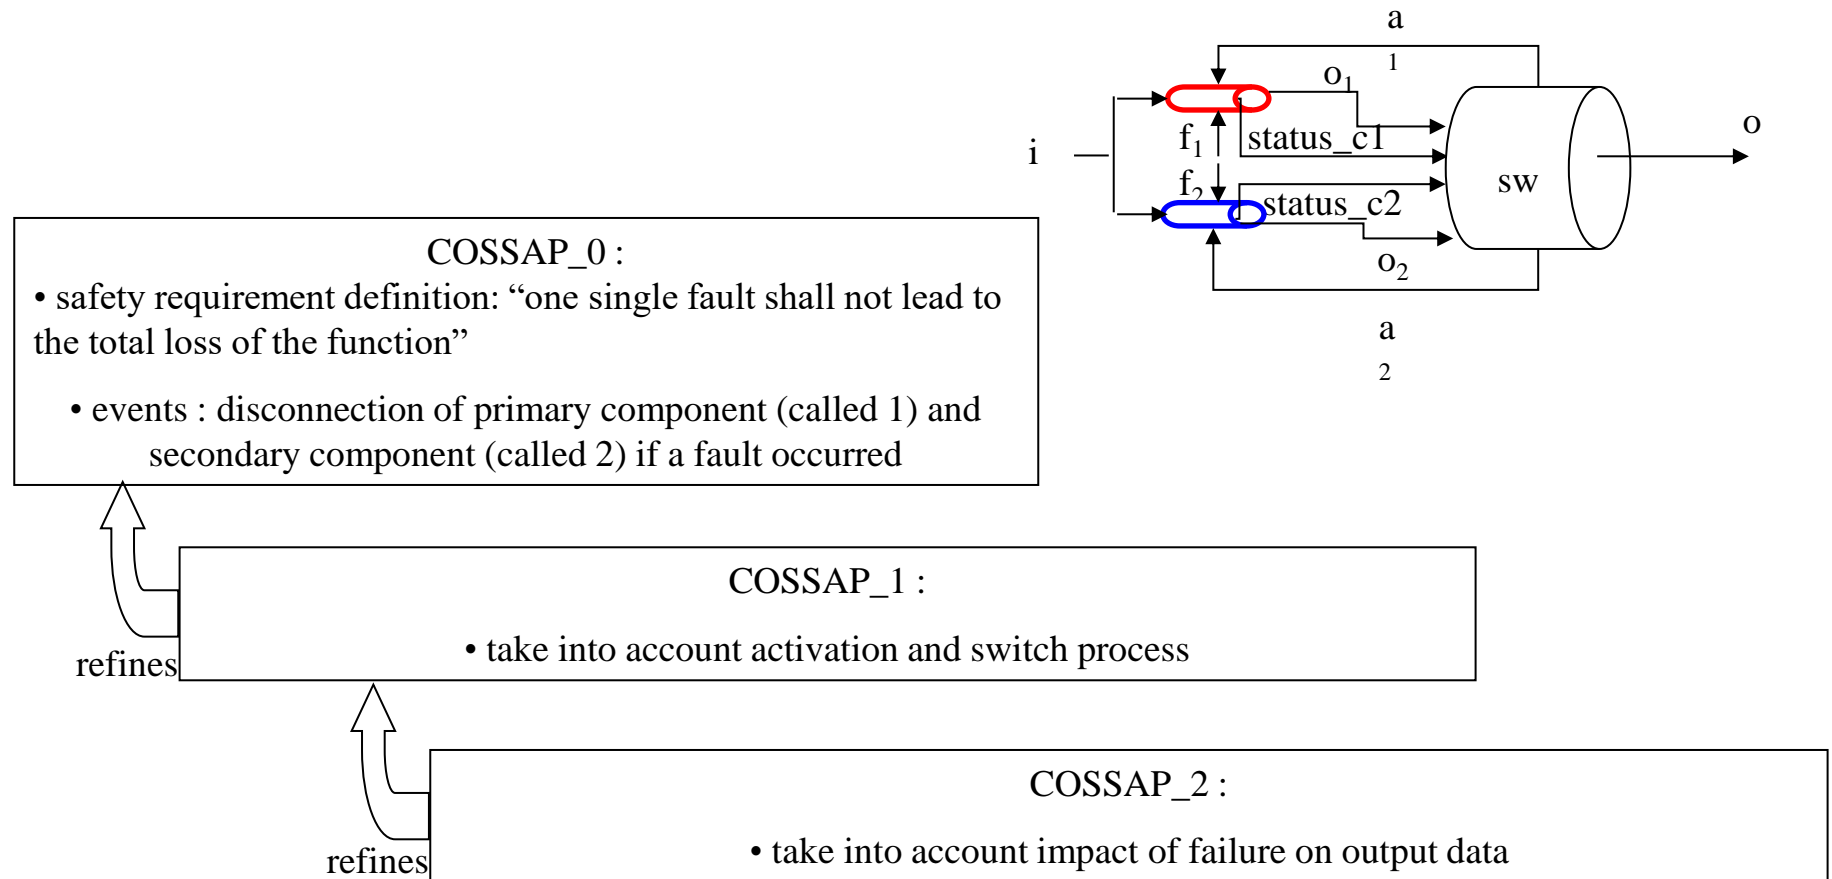 a
1
o1
f1
status_c1
i
o
f2
sw
status_c2
o2
a
2
COSSAP_0 :
• safety requirement definition: “one single fault shall not lead to
the total loss of the function”
• events : disconnection of primary component (called 1) and
secondary component (called 2) if a fault occurred
COSSAP_1 :
• take into account activation and switch process
refines
COSSAP_2 :
• take into account impact of failure on output data
refines